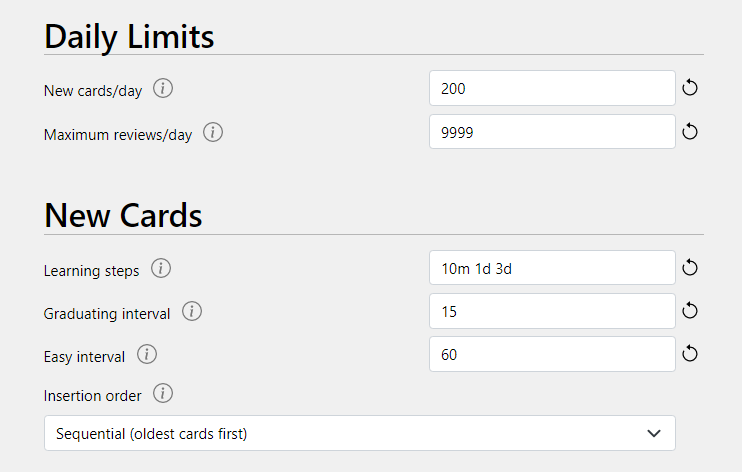 Daily Limits
New cards/day
200
Maximum reviews/day
9999
New Cards
Learning steps
10m 1d 3d
Graduating interval
15
Easy interval
60
Insertion order
Sequential (oldest cards first)